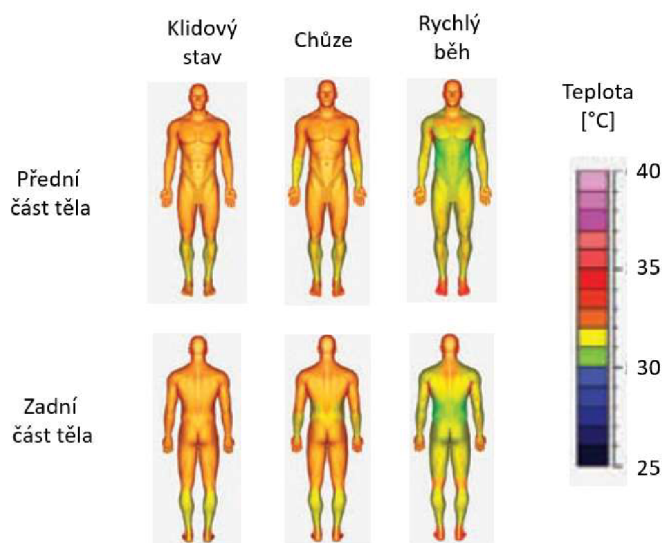 Klidový
stav
Chůze
Rychlý
běh
Teplota
[°C]
Přední
část těla
40
35
30
25
Zadní
část těla